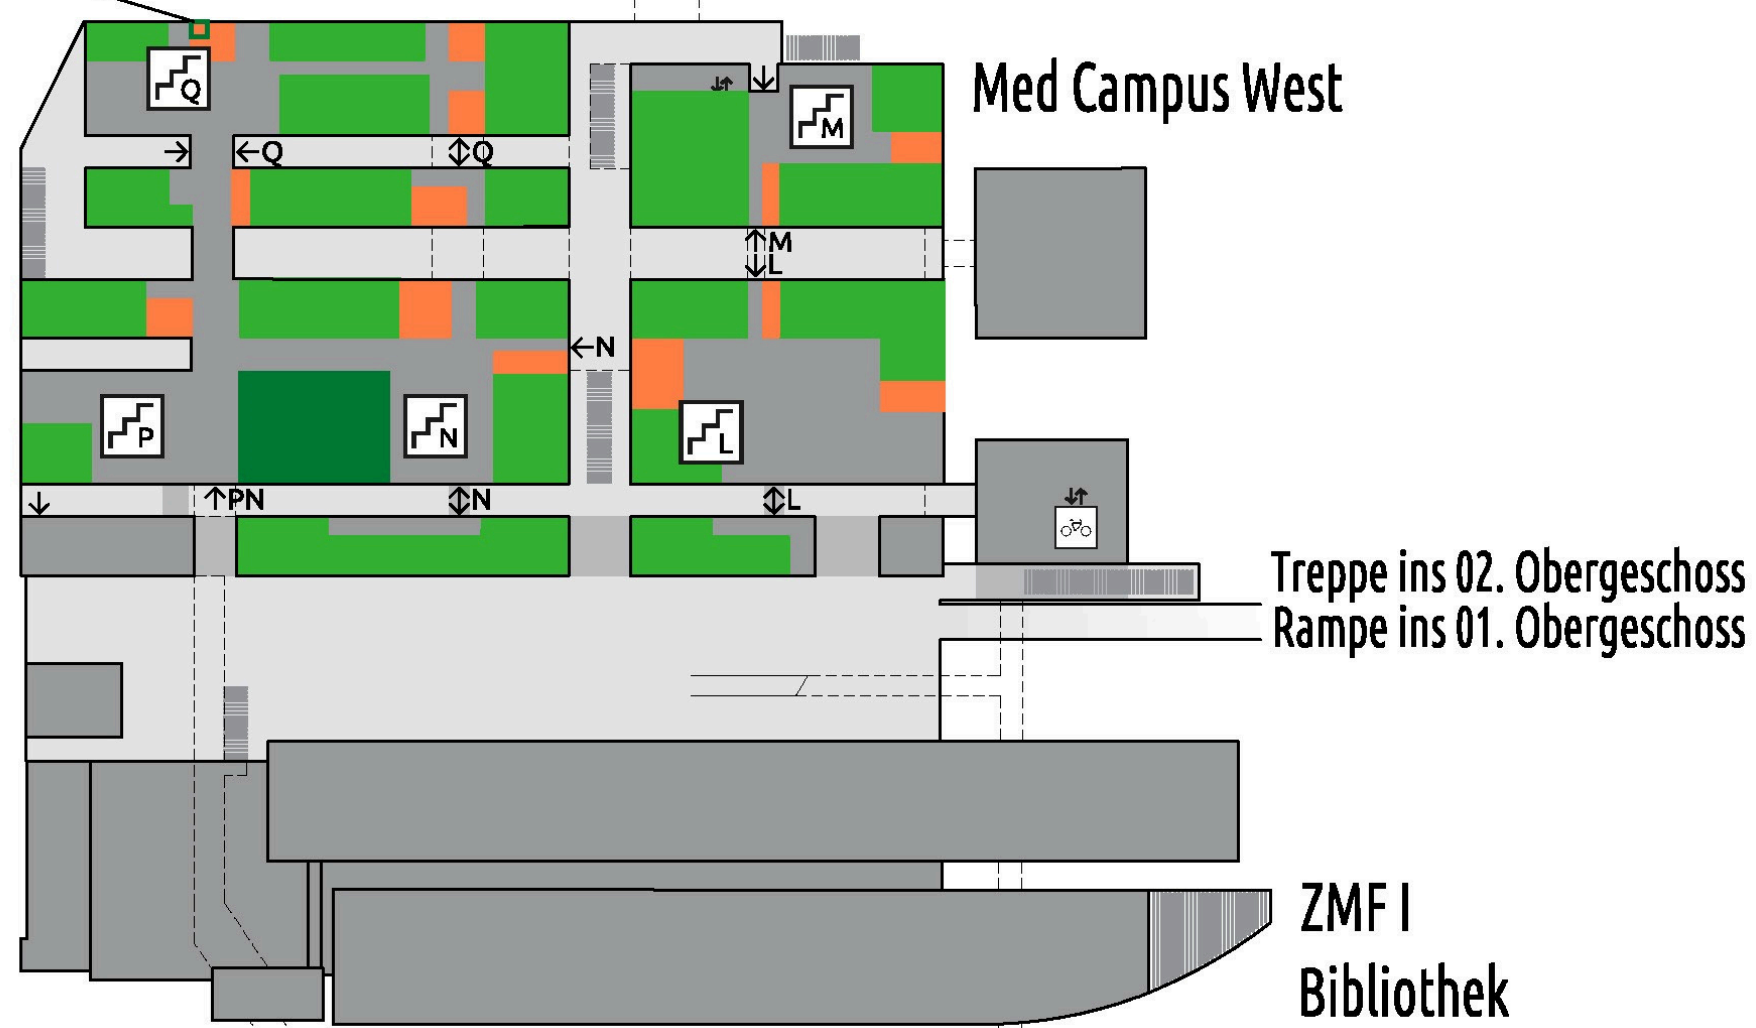 Q
M
Med Campus West
→ ←Q ↕Q
↑M
↓L
←N
P N L
↓ ↑PN ↕N ↕L
Treppe ins 02. Obergeschoss
Rampe ins 01. Obergeschoss
ZMF I
Bibliothek